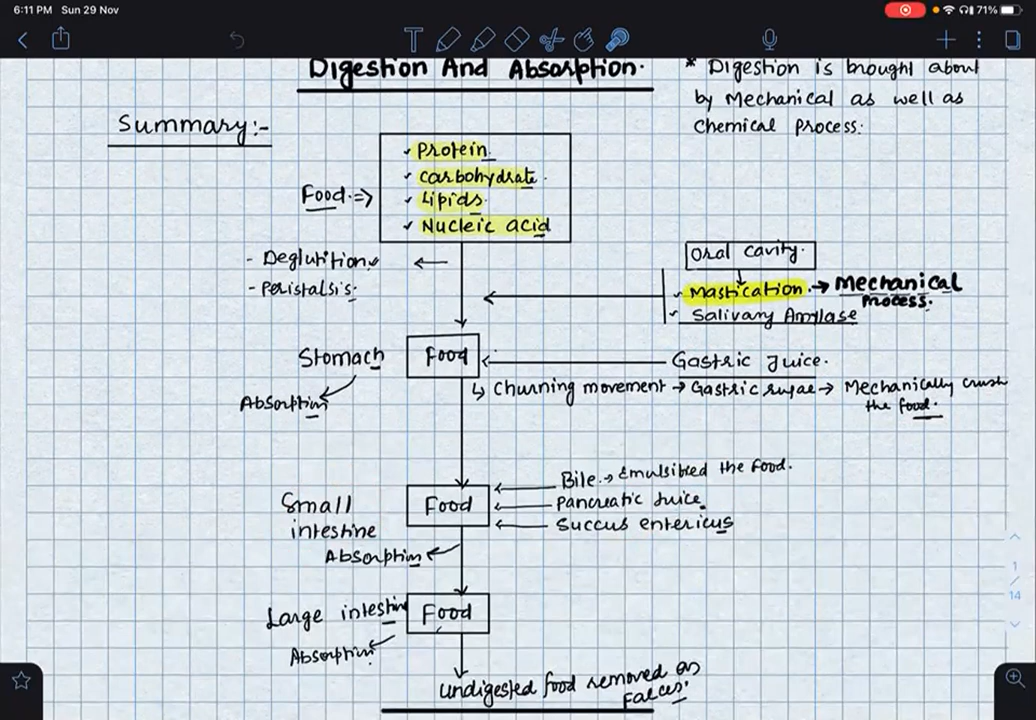 6:11 PM Sun 29 Nov
71%
Digestion And Absorption.
* Digestion is brought about
by Mechanical as well as
chemical Process.
Summary:-
Protein
carbohydrate.
Lipids.
Nucleic acid
Food.⇒
- Deglutition
- Peristalsis.
Oral cavity.
Mastication. → Mechanical
Process.
Salivary Amylase
Stomach
Food
Gastric Juice.
Absorption
↳ Churning movement → Gastric rugae → Mechanically crush
the food.
Small
intestine
Food
Bile → Emulsified the food.
Pancreatic Juice.
Succus entericus
Absorption
Large intestine
Food
Absorption
undigested food removed as
Faeces.
1
/
14